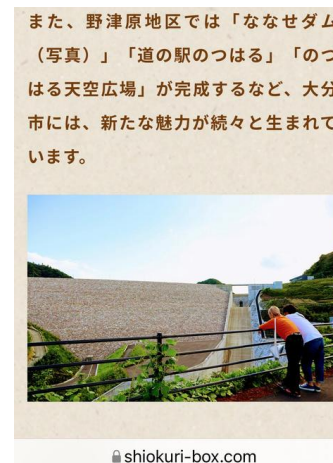 また、野津原地区では「ななせダム
（写真）」「道の駅のつはる」「のつ
はる天空広場」が完成するなど、大分
市には、新たな魅力が続々と生まれて
います。
shiokuri-box.com